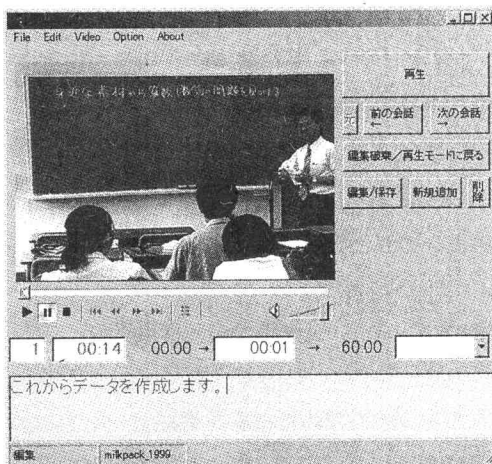 File Edit Video Option About
再生
元 前の会話 ← 次の会話 →
編集破棄/再生モードに戻る
編集/保存 新規追加 削除
1 00:14 00:00 → 00:01 → 60:00
これからデータを作成します。
編集 milkpack_1999